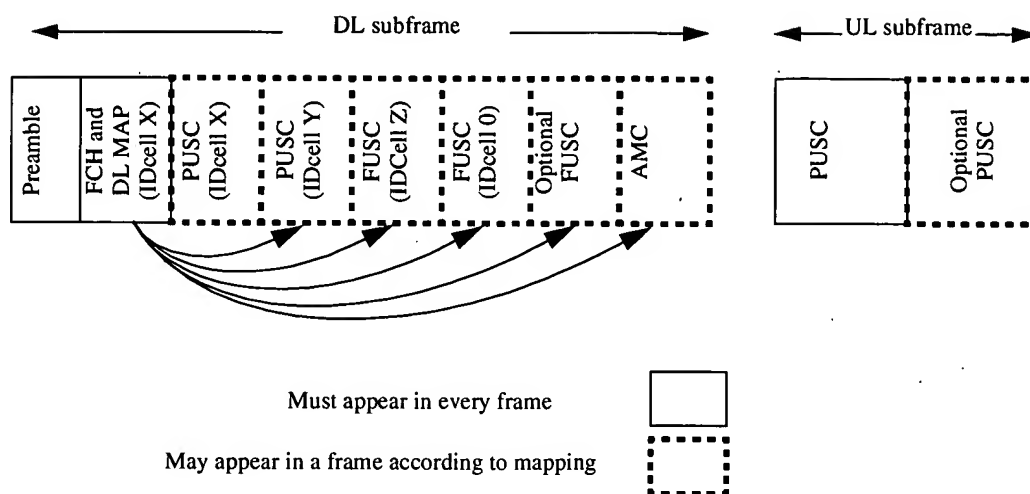 DL subframe
UL subframe
Preamble
FCH and
DL MAP
(IDcell X)
PUSC
(IDcell X)
PUSC
(IDcell Y)
FUSC
(IDCell Z)
FUSC
(IDcell 0)
Optional
FUSC
AMC
PUSC
Optional
PUSC
Must appear in every frame
May appear in a frame according to mapping